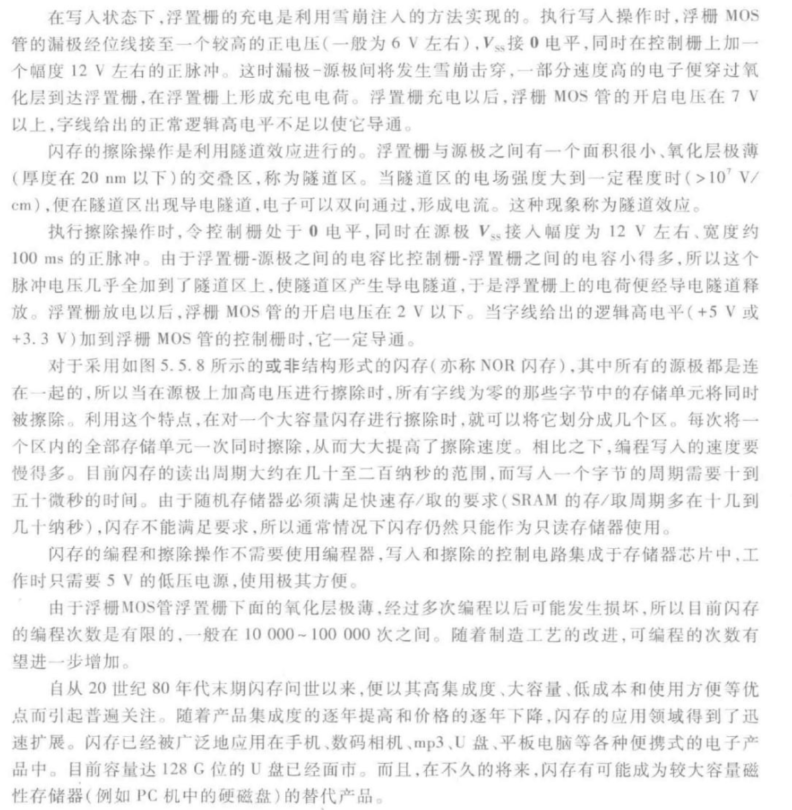 在写入状态下,浮置栅的充电是利用雪崩注入的方法实现的。执行写入操作时,浮栅 MOS
管的漏极经位线接至一个较高的正电压(一般为 6 V 左右),Vss接 0 电平,同时在控制栅上加一
个幅度 12 V 左右的正脉冲。这时漏极-源极间将发生雪崩击穿,一部分速度高的电子便穿过氧
化层到达浮置栅,在浮置栅上形成充电电荷。浮置栅充电以后,浮栅 MOS 管的开启电压在 7 V
以上,字线给出的正常逻辑高电平不足以使它导通。
闪存的擦除操作是利用隧道效应进行的。浮置栅与源极之间有一个面积很小、氧化层极薄
(厚度在 20 nm 以下)的交叠区,称为隧道区。当隧道区的电场强度大到一定程度时(>10⁷ V/
cm),便在隧道区出现导电隧道,电子可以双向通过,形成电流。这种现象称为隧道效应。
执行擦除操作时,令控制栅处于 0 电平,同时在源极 Vss接入幅度为 12 V 左右、宽度约
100 ms 的正脉冲。由于浮置栅-源极之间的电容比控制栅-浮置栅之间的电容小得多,所以这个
脉冲电压几乎全加到了隧道区上,使隧道区产生导电隧道,于是浮置栅上的电荷便经导电隧道释
放。浮置栅放电以后,浮栅 MOS 管的开启电压在 2 V 以下。当字线给出的逻辑高电平(+5 V 或
+3.3 V)加到浮栅 MOS 管的控制栅时,它一定导通。
对于采用如图5.5.8 所示的或非结构形式的闪存(亦称 NOR 闪存),其中所有的源极都是连
在一起的,所以当在源极上加高电压进行擦除时,所有字线为零的那些字节中的存储单元将同时
被擦除。利用这个特点,在对一个大容量闪存进行擦除时,就可以将它划分成几个区。每次将一
个区内的全部存储单元一次同时擦除,从而大大提高了擦除速度。相比之下,编程写入的速度要
慢得多。目前闪存的读出周期大约在几十至二百纳秒的范围,而写入一个字节的周期需要十到
五十微秒的时间。由于随机存储器必须满足快速存/取的要求(SRAM 的存/取周期多在十几到
几十纳秒),闪存不能满足要求,所以通常情况下闪存仍然只能作为只读存储器使用。
闪存的编程和擦除操作不需要使用编程器,写入和擦除的控制电路集成于存储器芯片中,工
作时只需要 5 V 的低压电源,使用极其方便。
由于浮栅MOS管浮置栅下面的氧化层极薄,经过多次编程以后可能发生损坏,所以目前闪存
的编程次数是有限的,一般在 10 000~100 000 次之间。随着制造工艺的改进,可编程的次数有
望进一步增加。
自从 20 世纪 80 年代末期闪存问世以来,便以其高集成度、大容量、低成本和使用方便等优
点而引起普遍关注。随着产品集成度的逐年提高和价格的逐年下降,闪存的应用领域得到了迅
速扩展。闪存已经被广泛地应用在手机、数码相机、mp3、U 盘、平板电脑等各种便携式的电子产
品中。目前容量达 128 G 位的 U 盘已经面市。而且,在不久的将来,闪存有可能成为较大容量磁
性存储器(例如 PC 机中的硬磁盘)的替代产品。